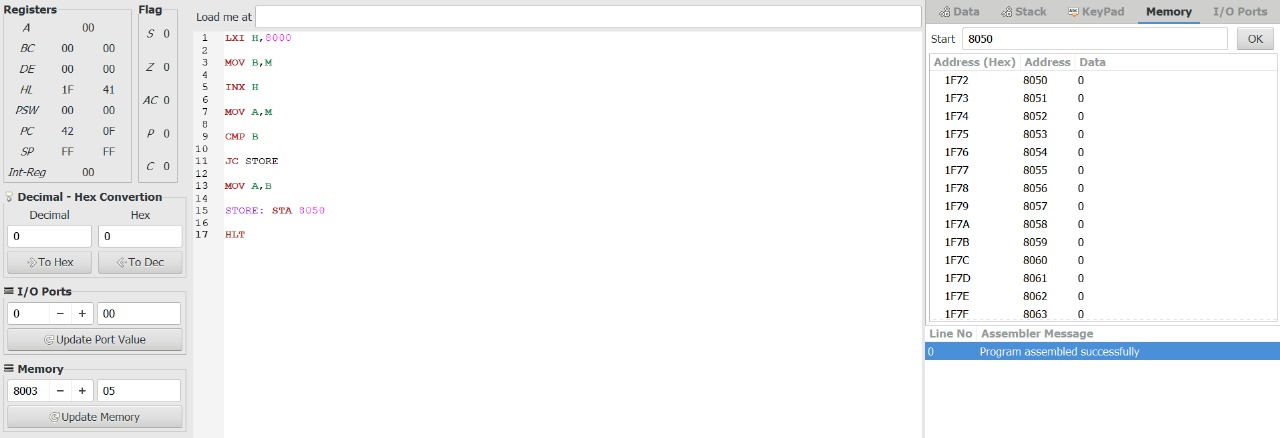 Registers
A 00
BC 00 00
DE 00 00
HL 1F 41
PSW 00 00
PC 42 0F
SP FF FF
Int-Reg 00
Flag
S 0
Z 0
AC 0
P 0
C 0
Decimal - Hex Convertion
Decimal Hex
0 0
To Hex To Dec
I/O Ports
0 − + 00
Update Port Value
Memory
8003 − + 05
Update Memory
Load me at
1 LXI H,8000
2
3 MOV B,M
4
5 INX H
6
7 MOV A,M
8
9 CMP B
10
11 JC STORE
12
13 MOV A,B
14
15 STORE: STA 8050
16
17 HLT
Data Stack KeyPad Memory I/O Ports
Start 8050 OK
Address (Hex) Address Data
1F72 8050 0
1F73 8051 0
1F74 8052 0
1F75 8053 0
1F76 8054 0
1F77 8055 0
1F78 8056 0
1F79 8057 0
1F7A 8058 0
1F7B 8059 0
1F7C 8060 0
1F7D 8061 0
1F7E 8062 0
1F7F 8063 0
Line No Assembler Message
0 Program assembled successfully